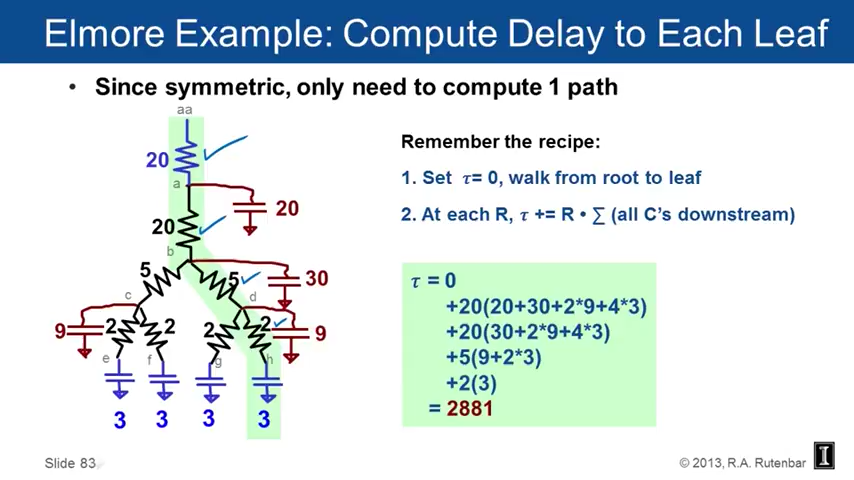 Elmore Example: Compute Delay to Each Leaf
• Since symmetric, only need to compute 1 path
aa
20
a
20
20
b
5
5
30
c
d
9
2
2
2
2
9
e
f
g
h
3
3
3
3
Remember the recipe:
1. Set τ= 0, walk from root to leaf
2. At each R, τ += R • ∑ (all C's downstream)
τ = 0
+20(20+30+2*9+4*3)
+20(30+2*9+4*3)
+5(9+2*3)
+2(3)
= 2881
Slide 83
© 2013, R.A. Rutenbar
I